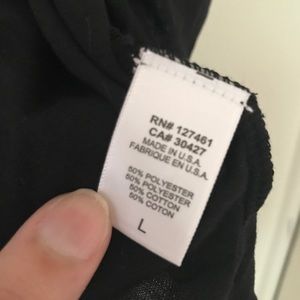 RN# 127461
CA# 30427
MADE IN U.S.A.
FABRIQUE EN U.S.A.
50% POLYESTER
50% POLYESTER
50% COTTON
50% COTON
L